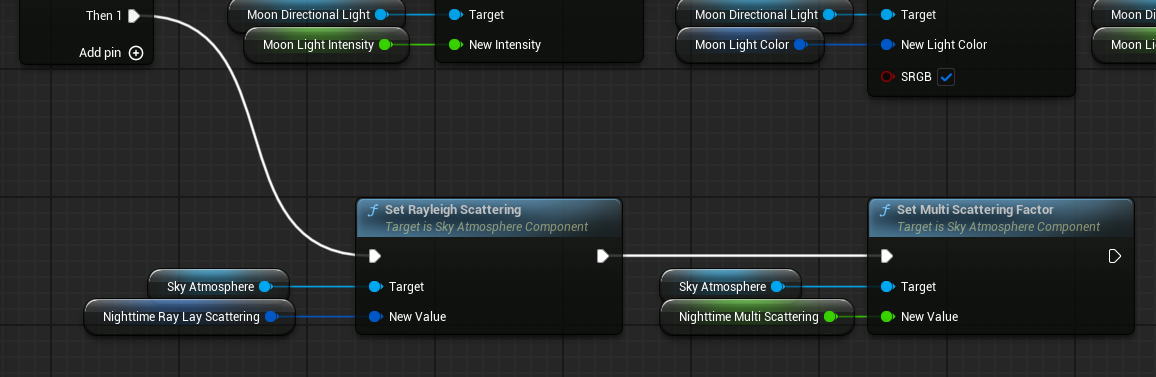 Then 1
Moon Directional Light
Target
Moon Directional Light
Target
Moon Di
Add pin
Moon Light Intensity
New Intensity
Moon Light Color
New Light Color
Moon Li
SRGB
Set Rayleigh Scattering
Target is Sky Atmosphere Component
Set Multi Scattering Factor
Target is Sky Atmosphere Component
Sky Atmosphere
Target
Sky Atmosphere
Target
Nighttime Ray Lay Scattering
New Value
Nighttime Multi Scattering
New Value